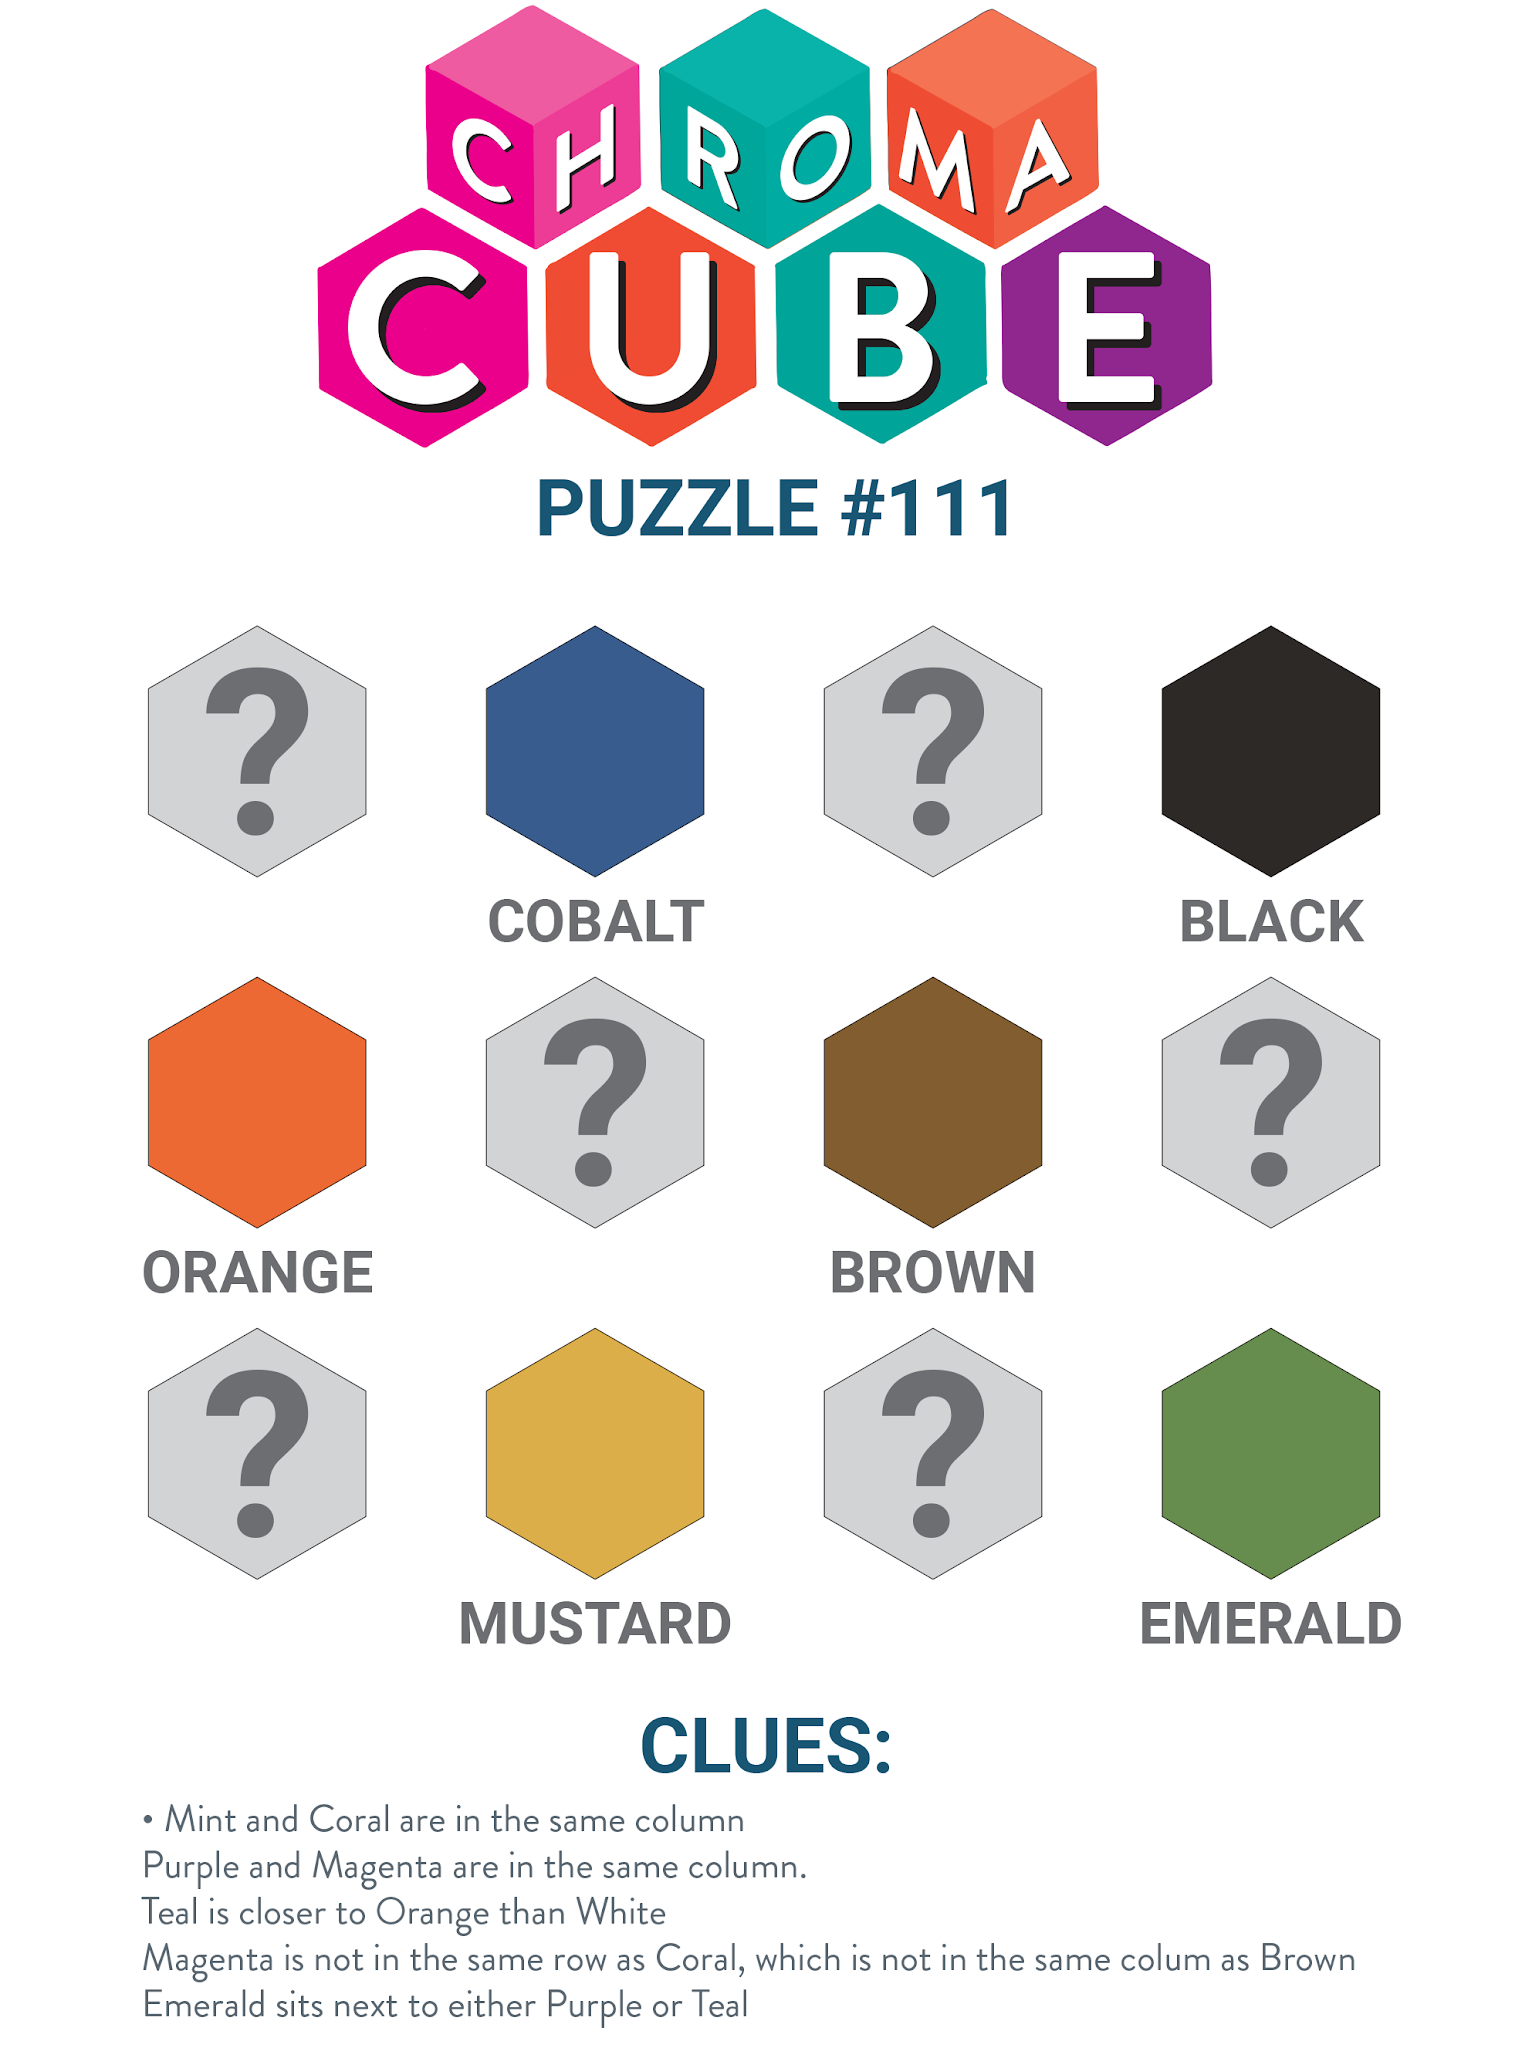 CHROMA
CUBE
PUZZLE #111
?
?
COBALT
BLACK
?
?
ORANGE
BROWN
?
?
MUSTARD
EMERALD
CLUES:
• Mint and Coral are in the same column
Purple and Magenta are in the same column.
Teal is closer to Orange than White
Magenta is not in the same row as Coral, which is not in the same colum as Brown
Emerald sits next to either Purple or Teal